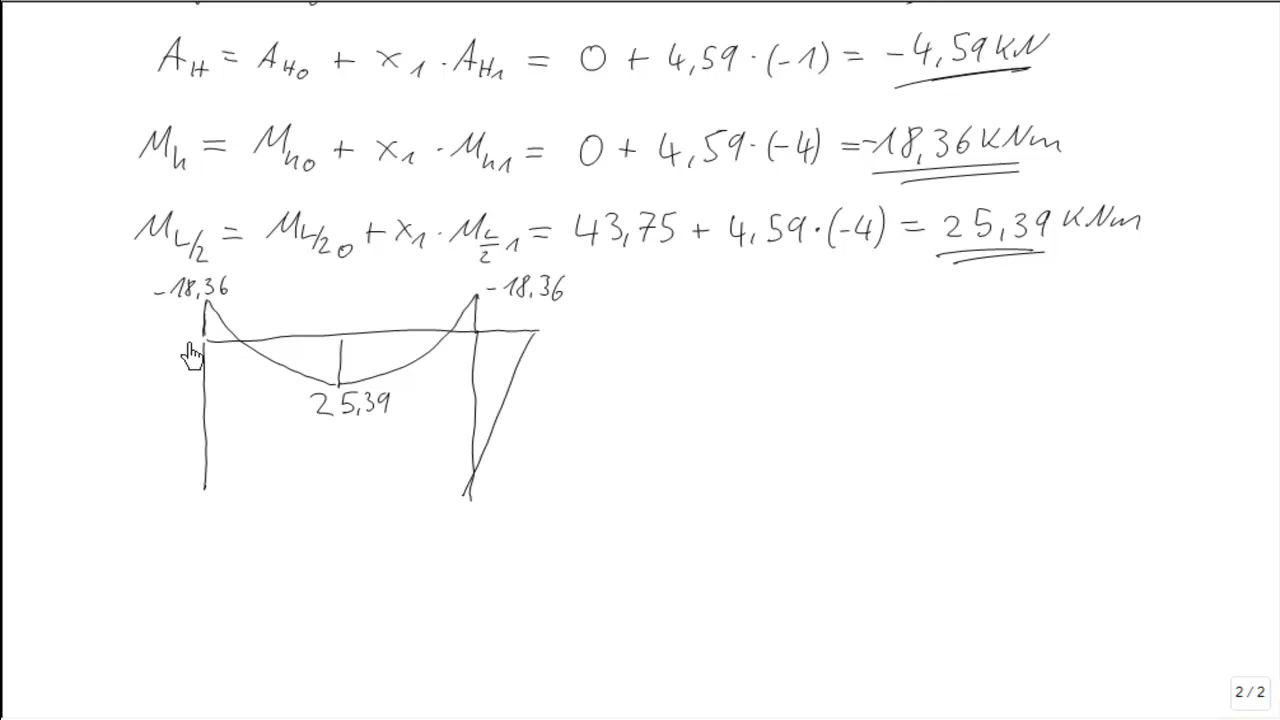 A_H = A_H0 + x_1 · A_H1 = 0 + 4,59 · (-1) = -4,59 KN
M_h = M_h0 + x_1 · M_h1 = 0 + 4,59 · (-4) = -18,36 KNm
M_L/2 = M_L/2 0 + x_1 · M_L/2 1 = 43,75 + 4,59 · (-4) = 25,39 KNm
-18,36 -18,36
25,39
2 / 2